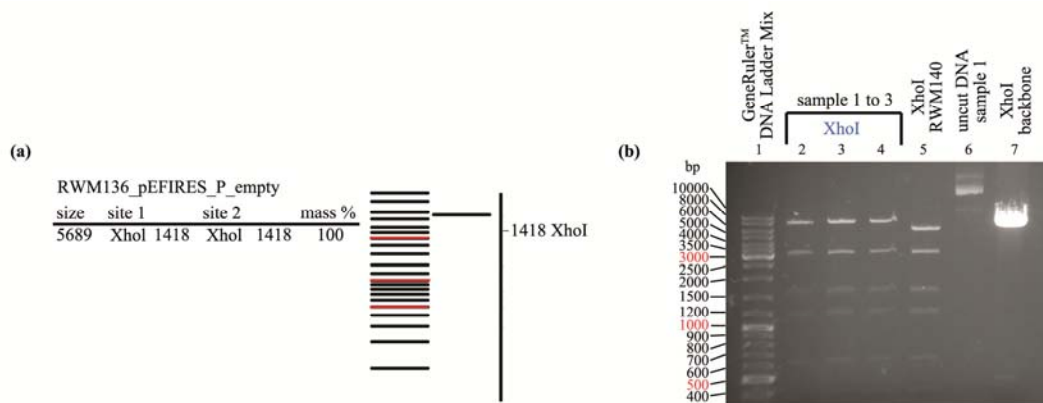 (a)
RWM136_pEFIRES_P_empty
size site 1 site 2 mass %
5689 XhoI 1418 XhoI 1418 100
1418 XhoI
(b)
GeneRuler™
DNA Ladder Mix
sample 1 to 3
XhoI
XhoI
RWM140
uncut DNA
sample 1
XhoI
backbone
1 2 3 4 5 6 7
bp
10000
8000
6000
5000
4000
3500
3000
2500
2000
1500
1200
1000
900
800
700
600
500
400